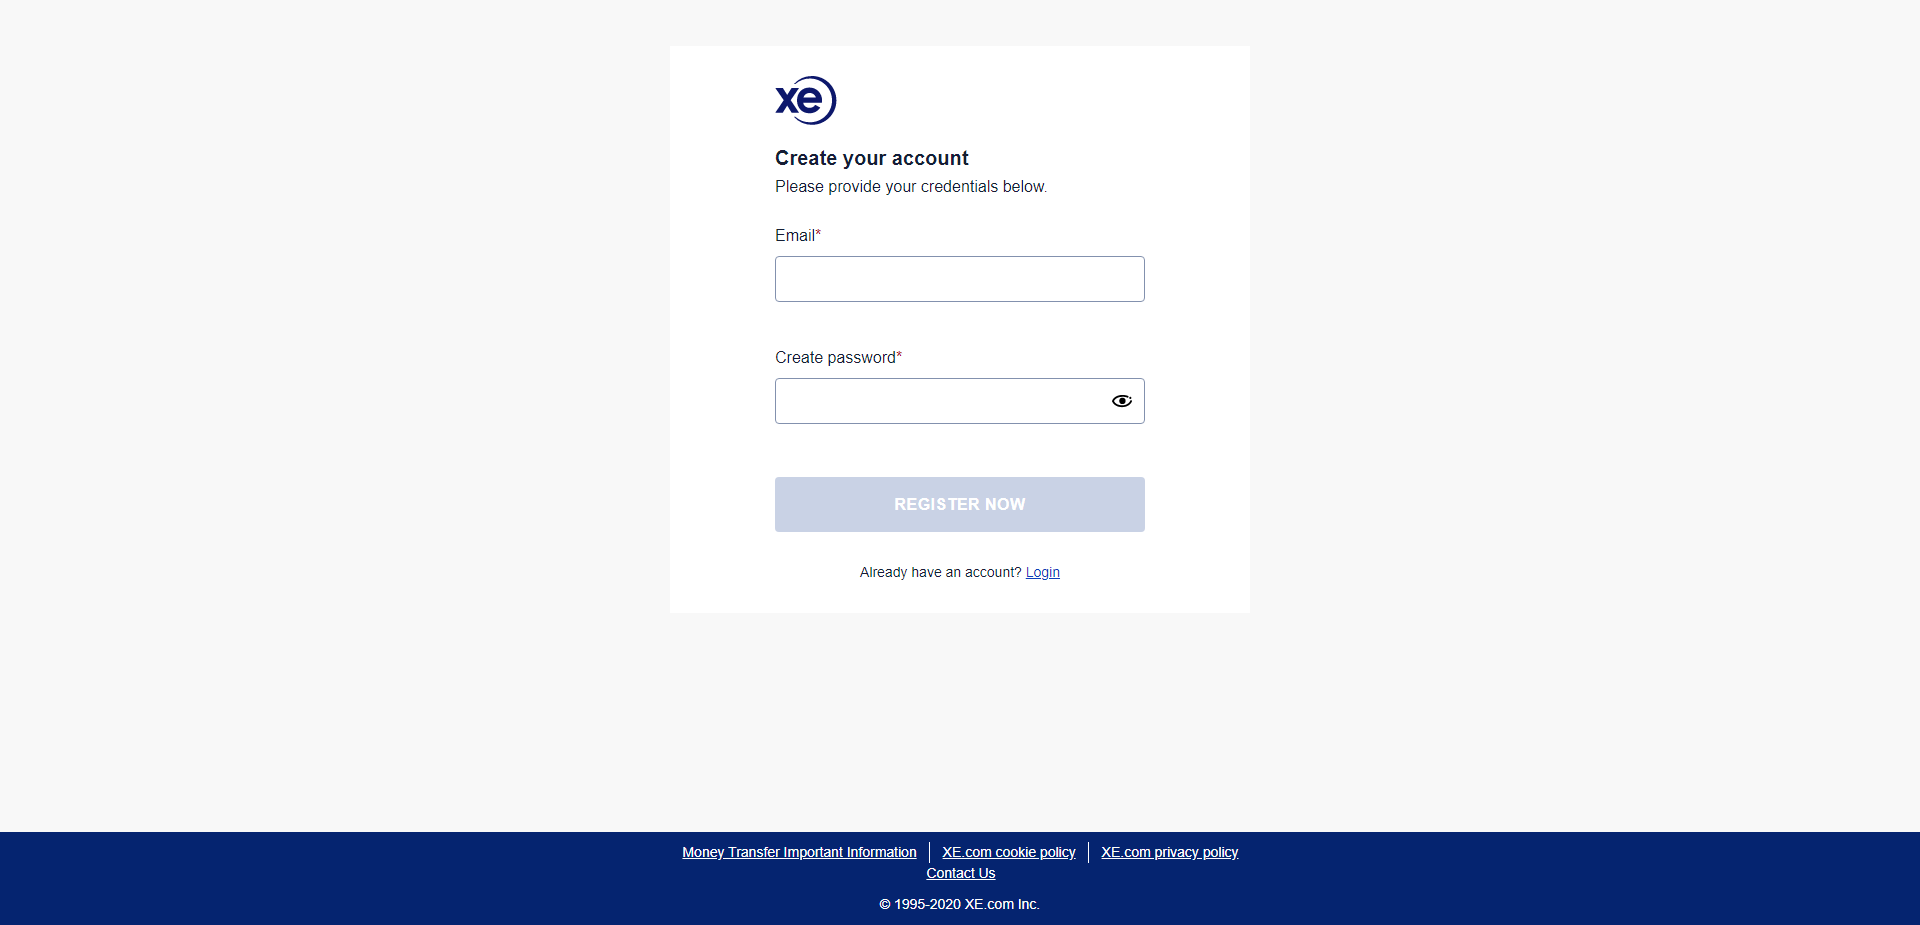 xe
Create your account
Please provide your credentials below.
Email*
Create password*
REGISTER NOW
Already have an account? Login
Money Transfer Important Information
XE.com cookie policy
XE.com privacy policy
Contact Us
© 1995-2020 XE.com Inc.